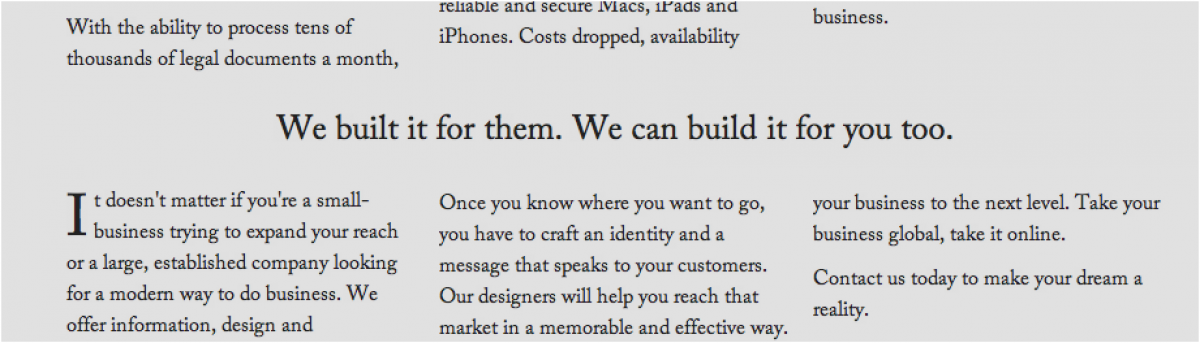 With the ability to process tens of
thousands of legal documents a month,
reliable and secure Macs, iPads and
iPhones. Costs dropped, availability
business.
We built it for them. We can build it for you too.
It doesn't matter if you're a small-
business trying to expand your reach
or a large, established company looking
for a modern way to do business. We
offer information, design and
Once you know where you want to go,
you have to craft an identity and a
message that speaks to your customers.
Our designers will help you reach that
market in a memorable and effective way.
your business to the next level. Take your
business global, take it online.
Contact us today to make your dream a
reality.